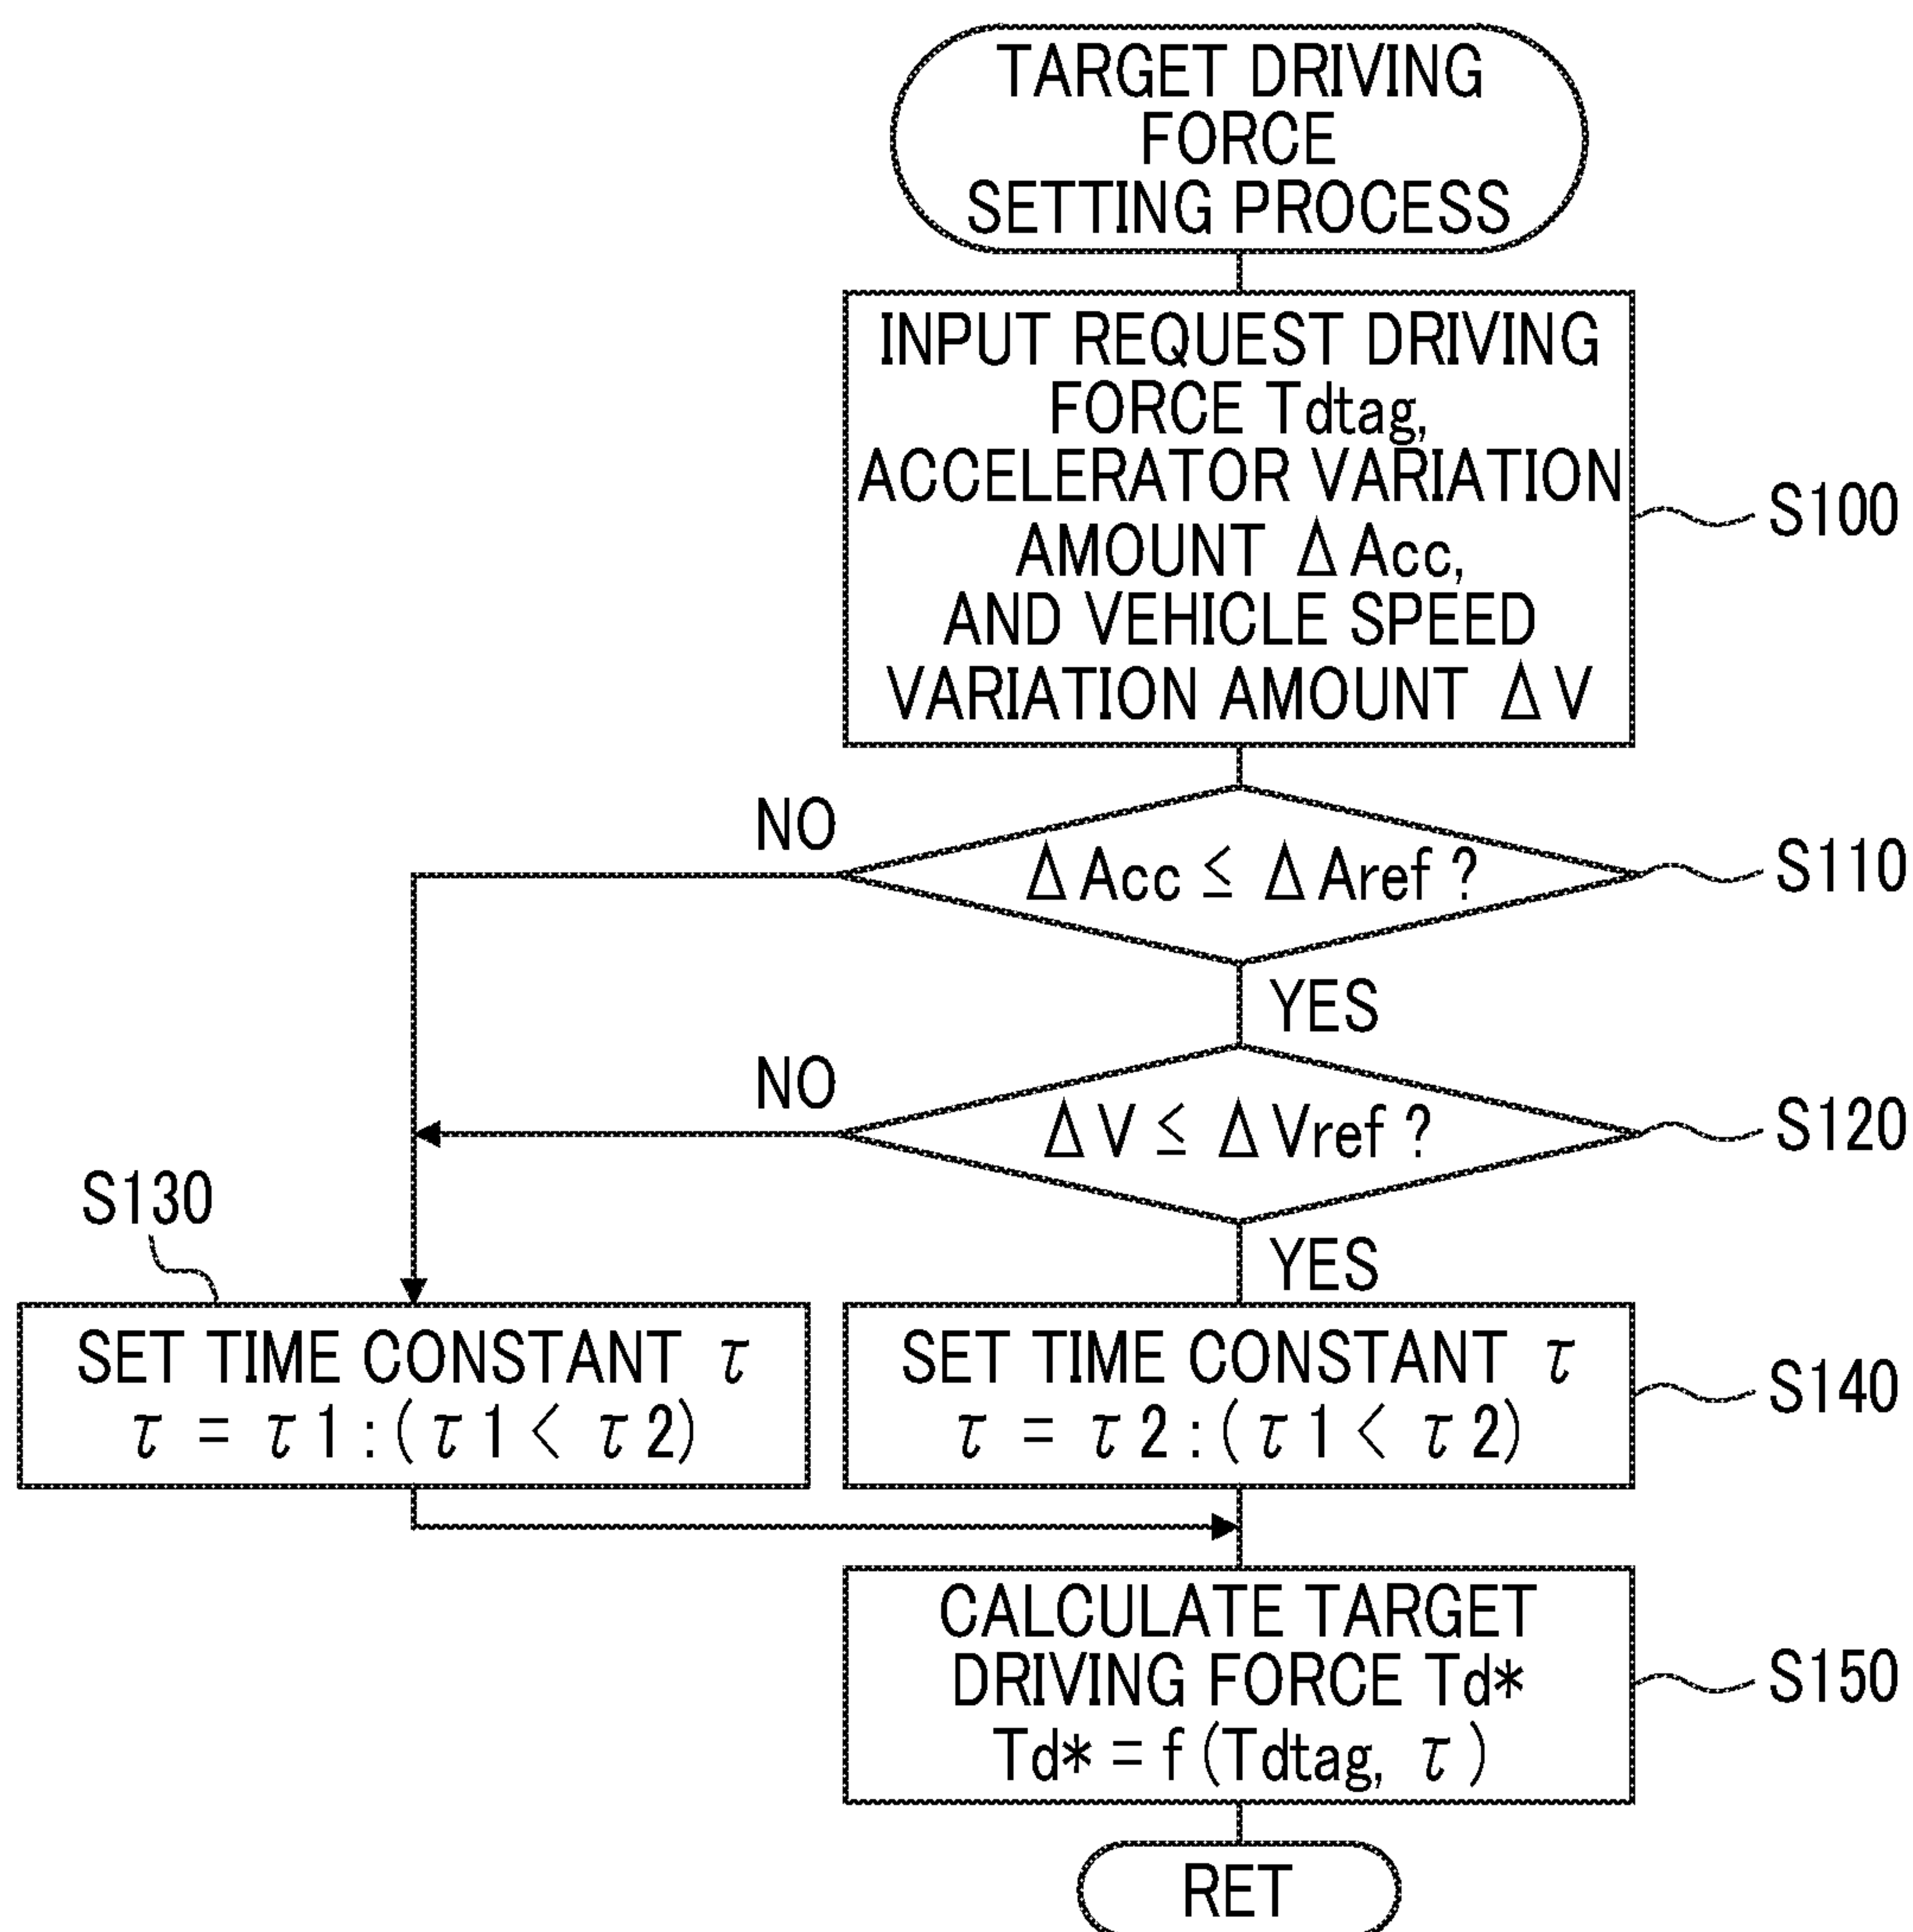 TARGET DRIVING
FORCE
SETTING PROCESS
INPUT REQUEST DRIVING
FORCE Tdtag,
ACCELERATOR VARIATION
AMOUNT ΔAcc,
AND VEHICLE SPEED
VARIATION AMOUNT ΔV
S100
NO
ΔAcc ≤ ΔAref ?
S110
YES
NO
ΔV ≤ ΔVref ?
S120
YES
S130
SET TIME CONSTANT τ
τ = τ1 : (τ1 < τ2)
SET TIME CONSTANT τ
τ = τ2 : (τ1 < τ2)
S140
CALCULATE TARGET
DRIVING FORCE Td*
Td* = f (Tdtag, τ)
S150
RET